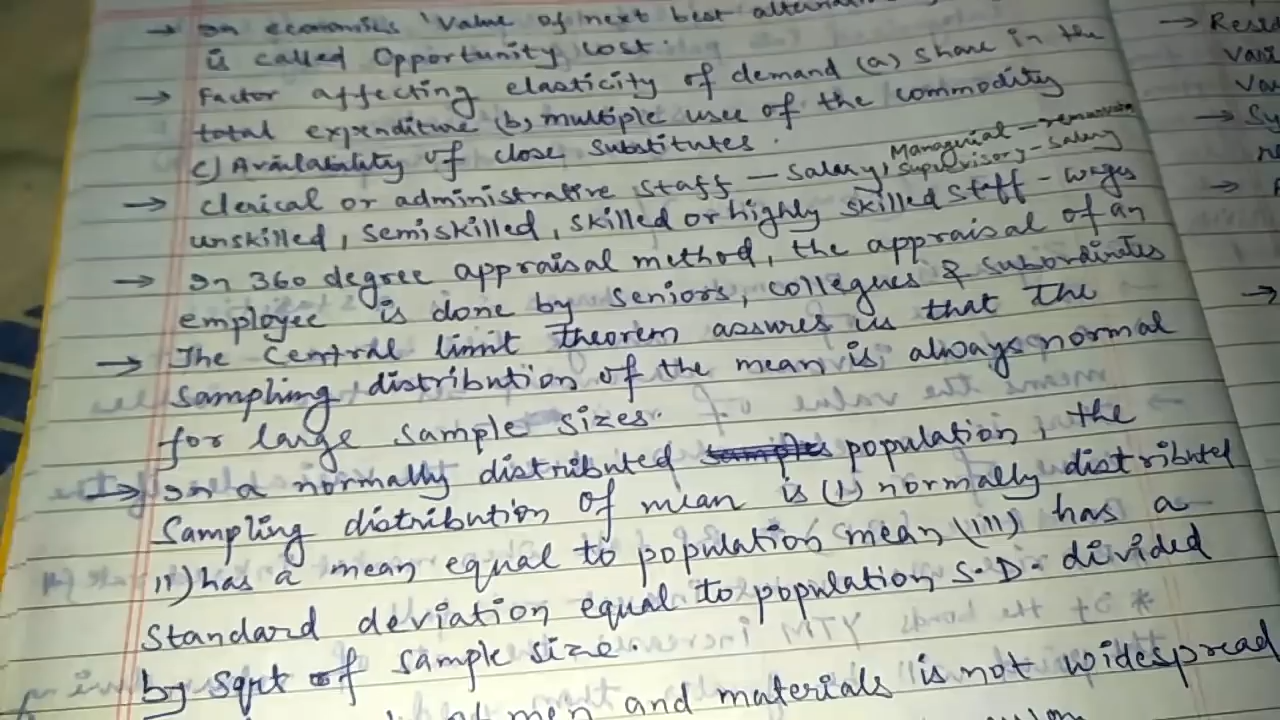 → In economics 'Value of next best
is called Opportunity cost.
→ Factor affecting elasticity of demand (a) share in the
total expenditure (b) multiple use of the commodity
c) Availability of close substitutes.
→ clerical or administrative staff — salary, Managerial — remuneration
supervisory - salary
unskilled, semiskilled, skilled or highly skilled staff - wages
→ In 360 degree appraisal method, the appraisal of an
employee is done by seniors, collegues & subordinates
→ The Central limit theorem assures us that the
sampling distribution of the mean is always normal
for large sample sizes.
→ In a normally distributed population, the
Sampling distribution of mean is (i) normally distributed
ii) has a mean equal to population mean (iii) has a
standard deviation equal to population S.D. divided
by sqrt of sample size.
men and materials is not widespread
→
→
→
→